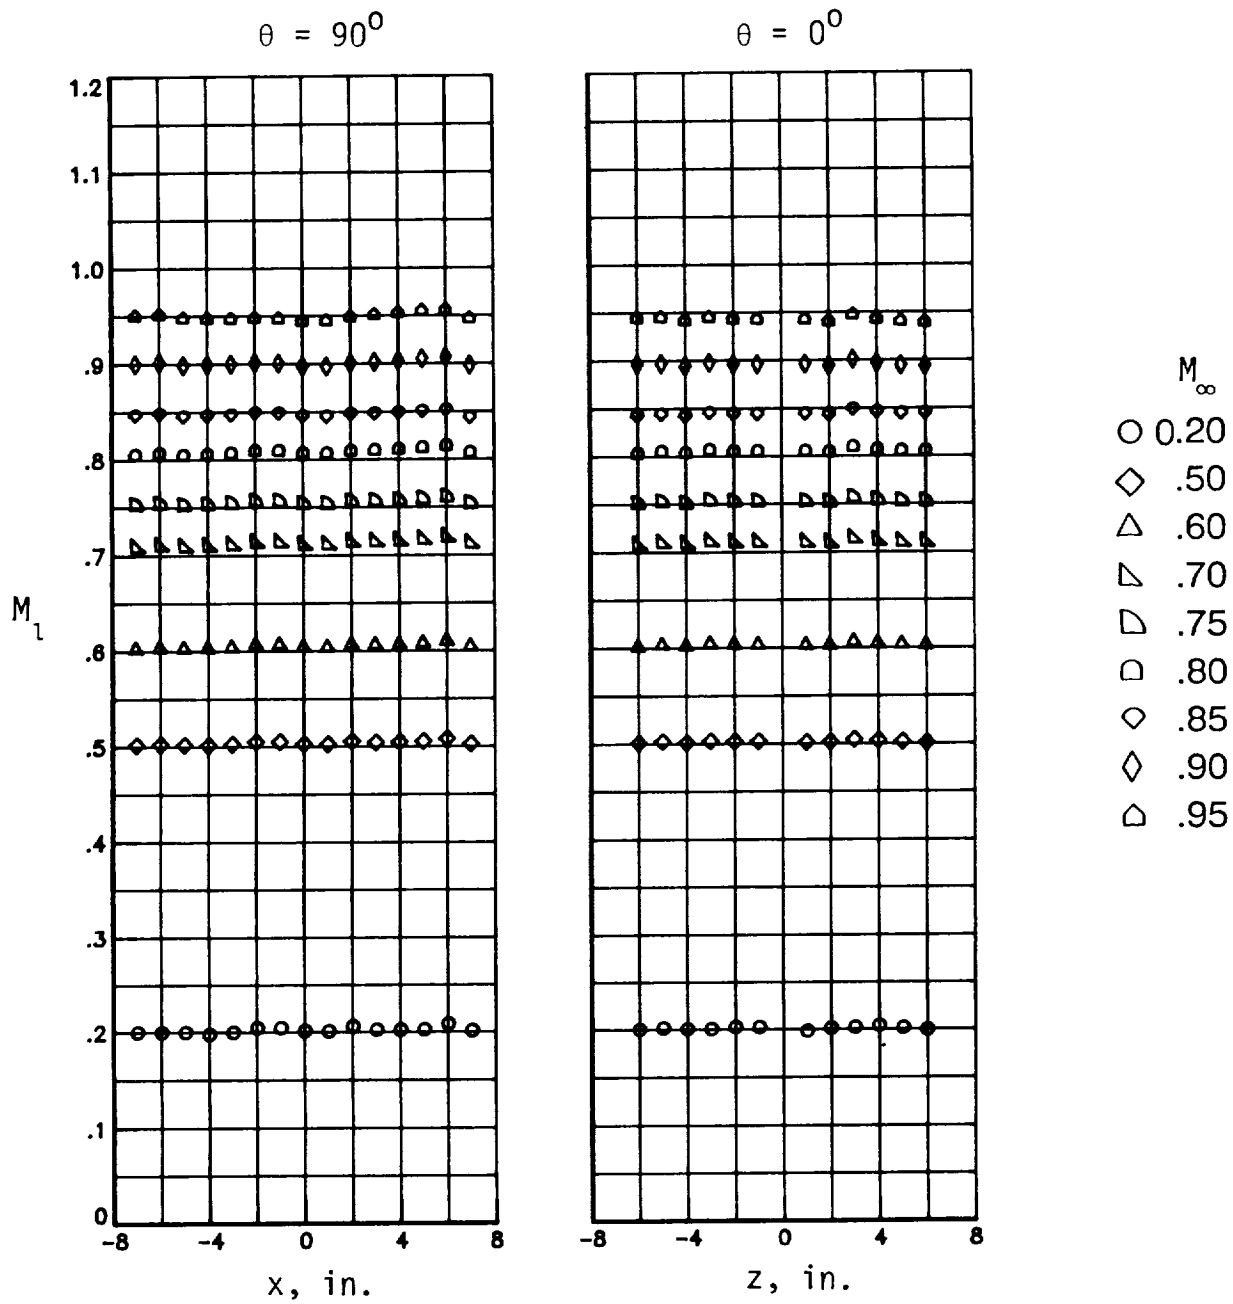 θ = 90°
θ = 0°
1.2
1.1
1.0
.9
.8
.7
.6
.5
.4
.3
.2
.1
0
M_l
-8 -4 0 4 8
x, in.
-8 -4 0 4 8
z, in.
M_∞
0.20
.50
.60
.70
.75
.80
.85
.90
.95